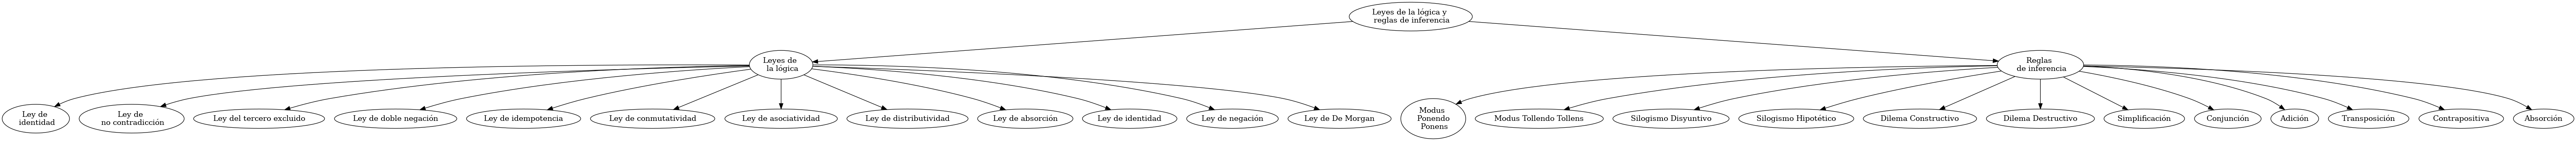 Leyes de la lógica y
reglas de inferencia
Leyes de
la lógica
Reglas
de inferencia
Ley de
identidad
Ley de
no contradicción
Ley del tercero excluido
Ley de doble negación
Ley de idempotencia
Ley de conmutatividad
Ley de asociatividad
Ley de distributividad
Ley de absorción
Ley de identidad
Ley de negación
Ley de De Morgan
Modus
Ponendo
Ponens
Modus Tollendo Tollens
Silogismo Disyuntivo
Silogismo Hipotético
Dilema Constructivo
Dilema Destructivo
Simplificación
Conjunción
Adición
Transposición
Contrapositiva
Absorción